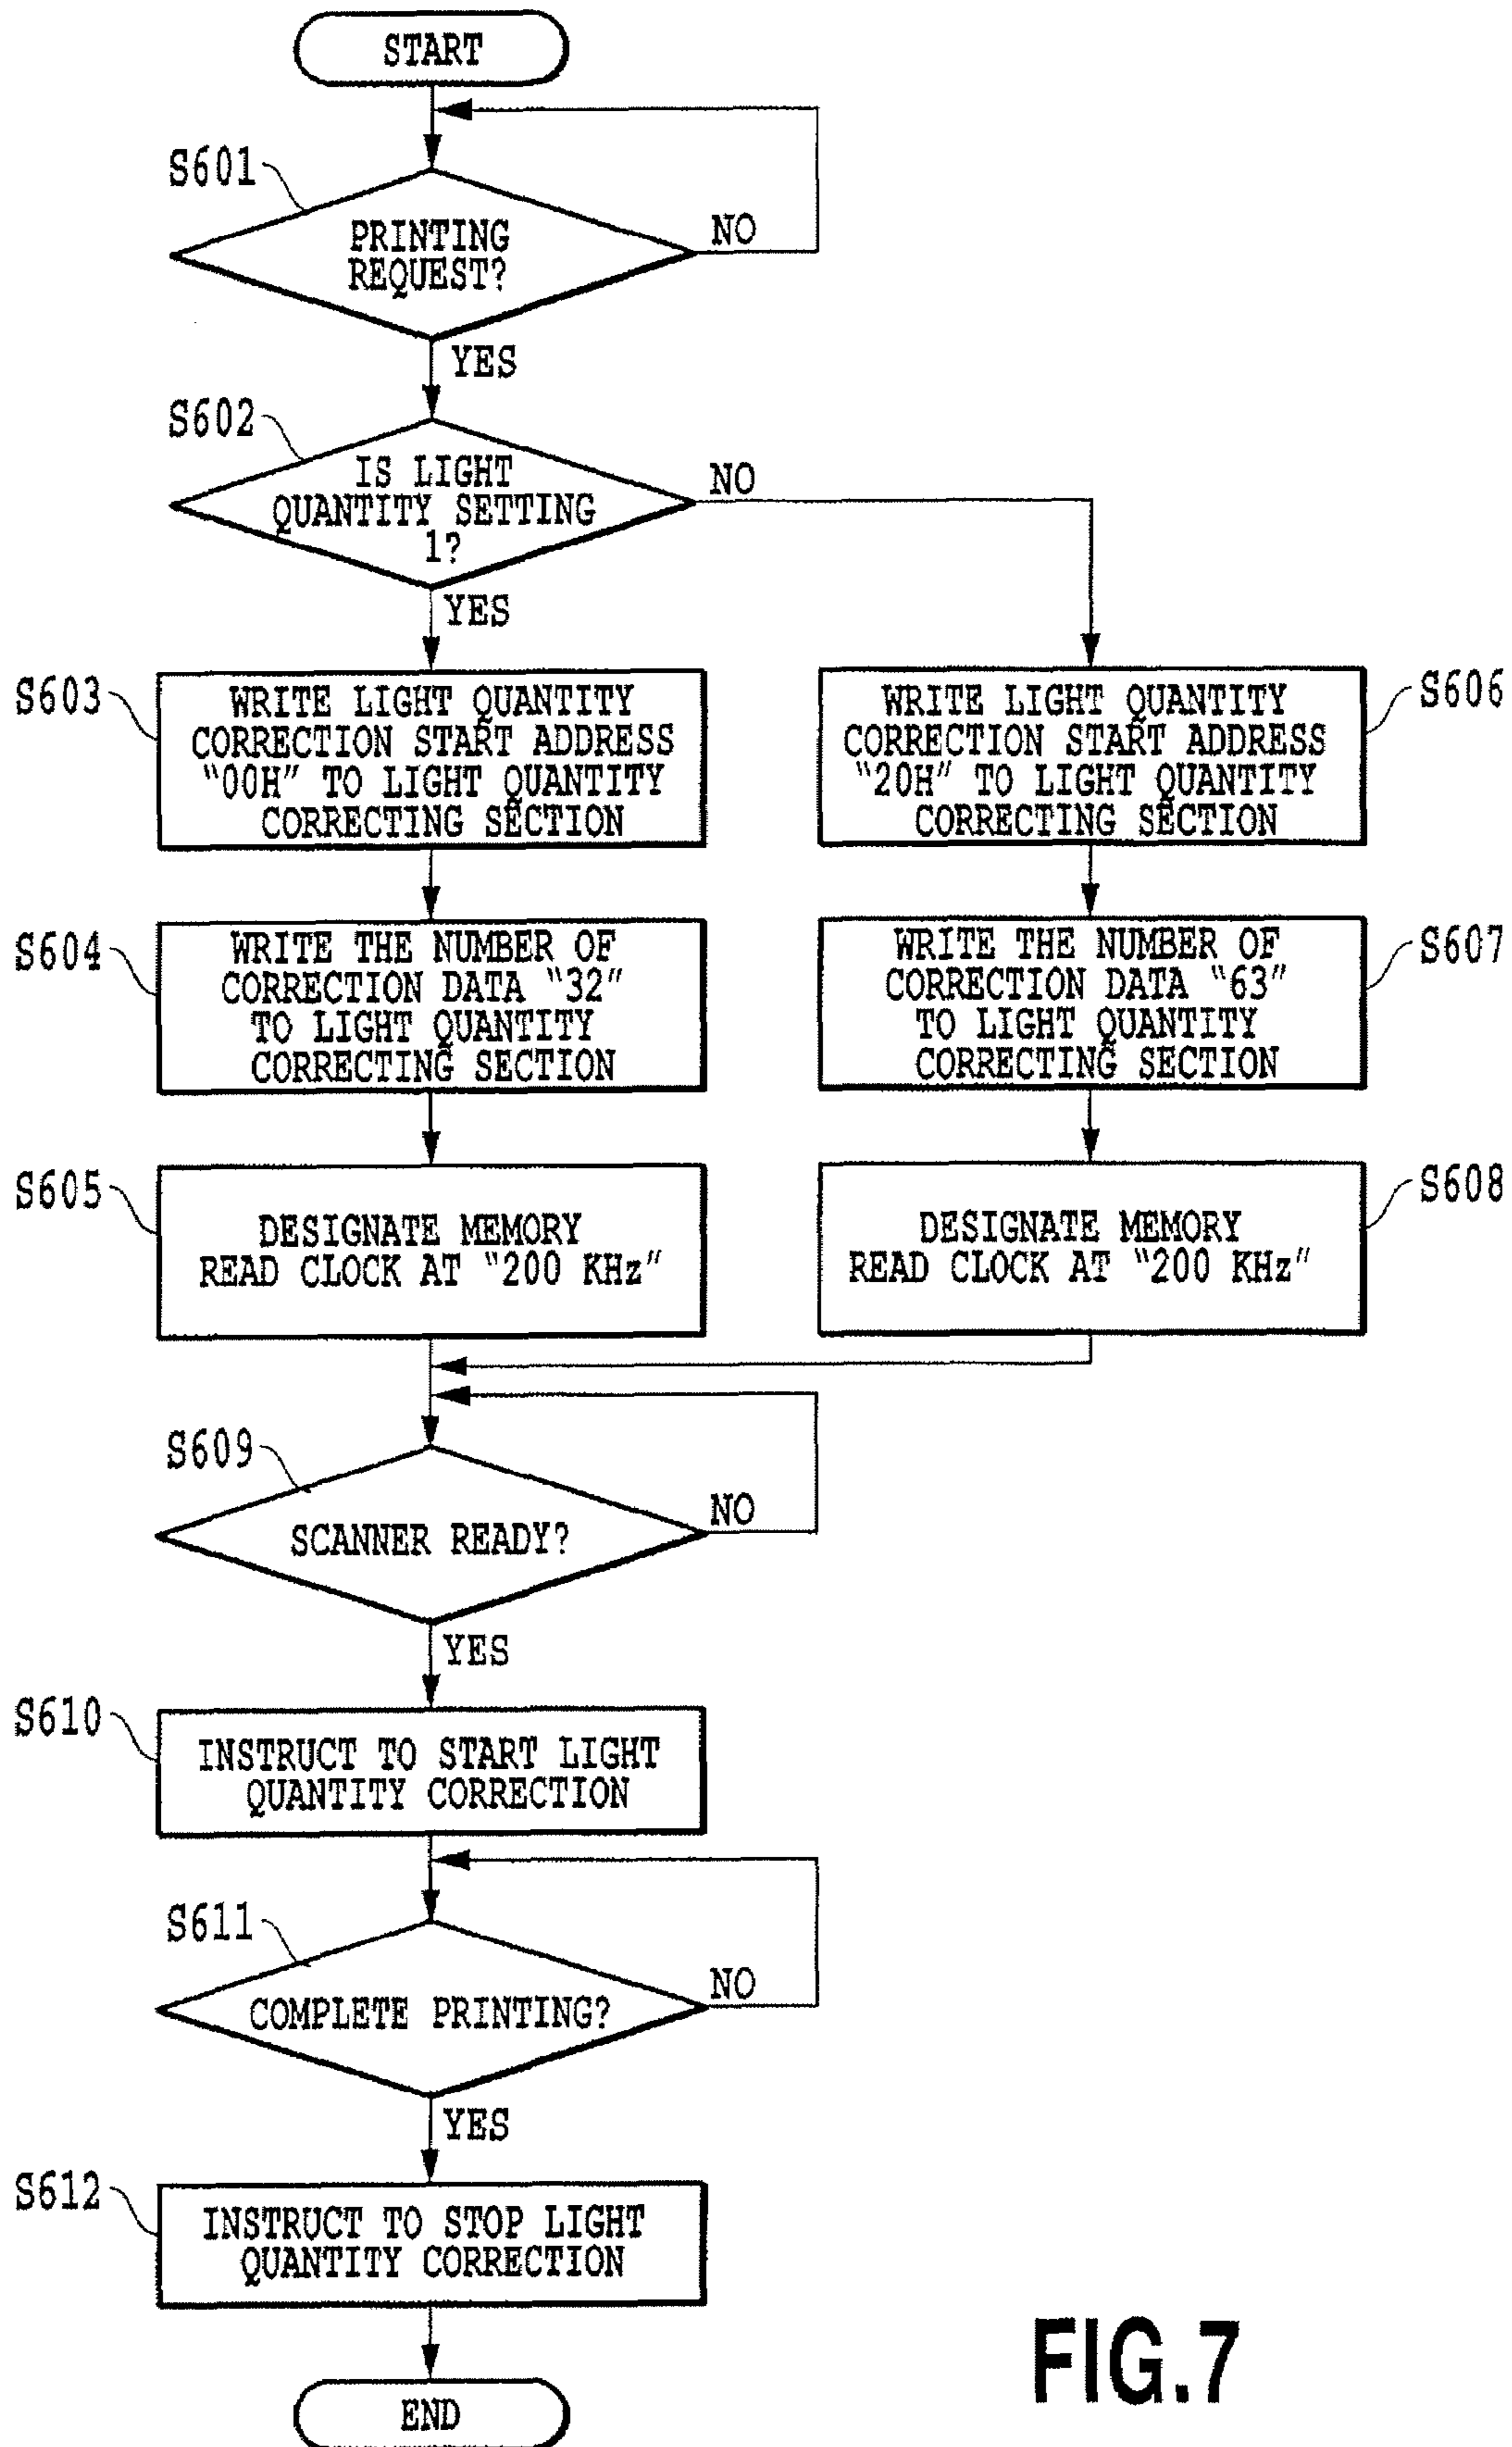 START
S601
PRINTING
REQUEST?
NO
YES
S602
IS LIGHT
QUANTITY SETTING
1?
NO
YES
S603
WRITE LIGHT QUANTITY
CORRECTION START ADDRESS
"00H" TO LIGHT QUANTITY
CORRECTING SECTION
S606
WRITE LIGHT QUANTITY
CORRECTION START ADDRESS
"20H" TO LIGHT QUANTITY
CORRECTING SECTION
S604
WRITE THE NUMBER OF
CORRECTION DATA "32"
TO LIGHT QUANTITY
CORRECTING SECTION
S607
WRITE THE NUMBER OF
CORRECTION DATA "63"
TO LIGHT QUANTITY
CORRECTING SECTION
S605
DESIGNATE MEMORY
READ CLOCK AT "200 KHz"
S608
DESIGNATE MEMORY
READ CLOCK AT "200 KHz"
S609
SCANNER READY?
NO
YES
S610
INSTRUCT TO START LIGHT
QUANTITY CORRECTION
S611
COMPLETE PRINTING?
NO
YES
S612
INSTRUCT TO STOP LIGHT
QUANTITY CORRECTION
END
FIG.7